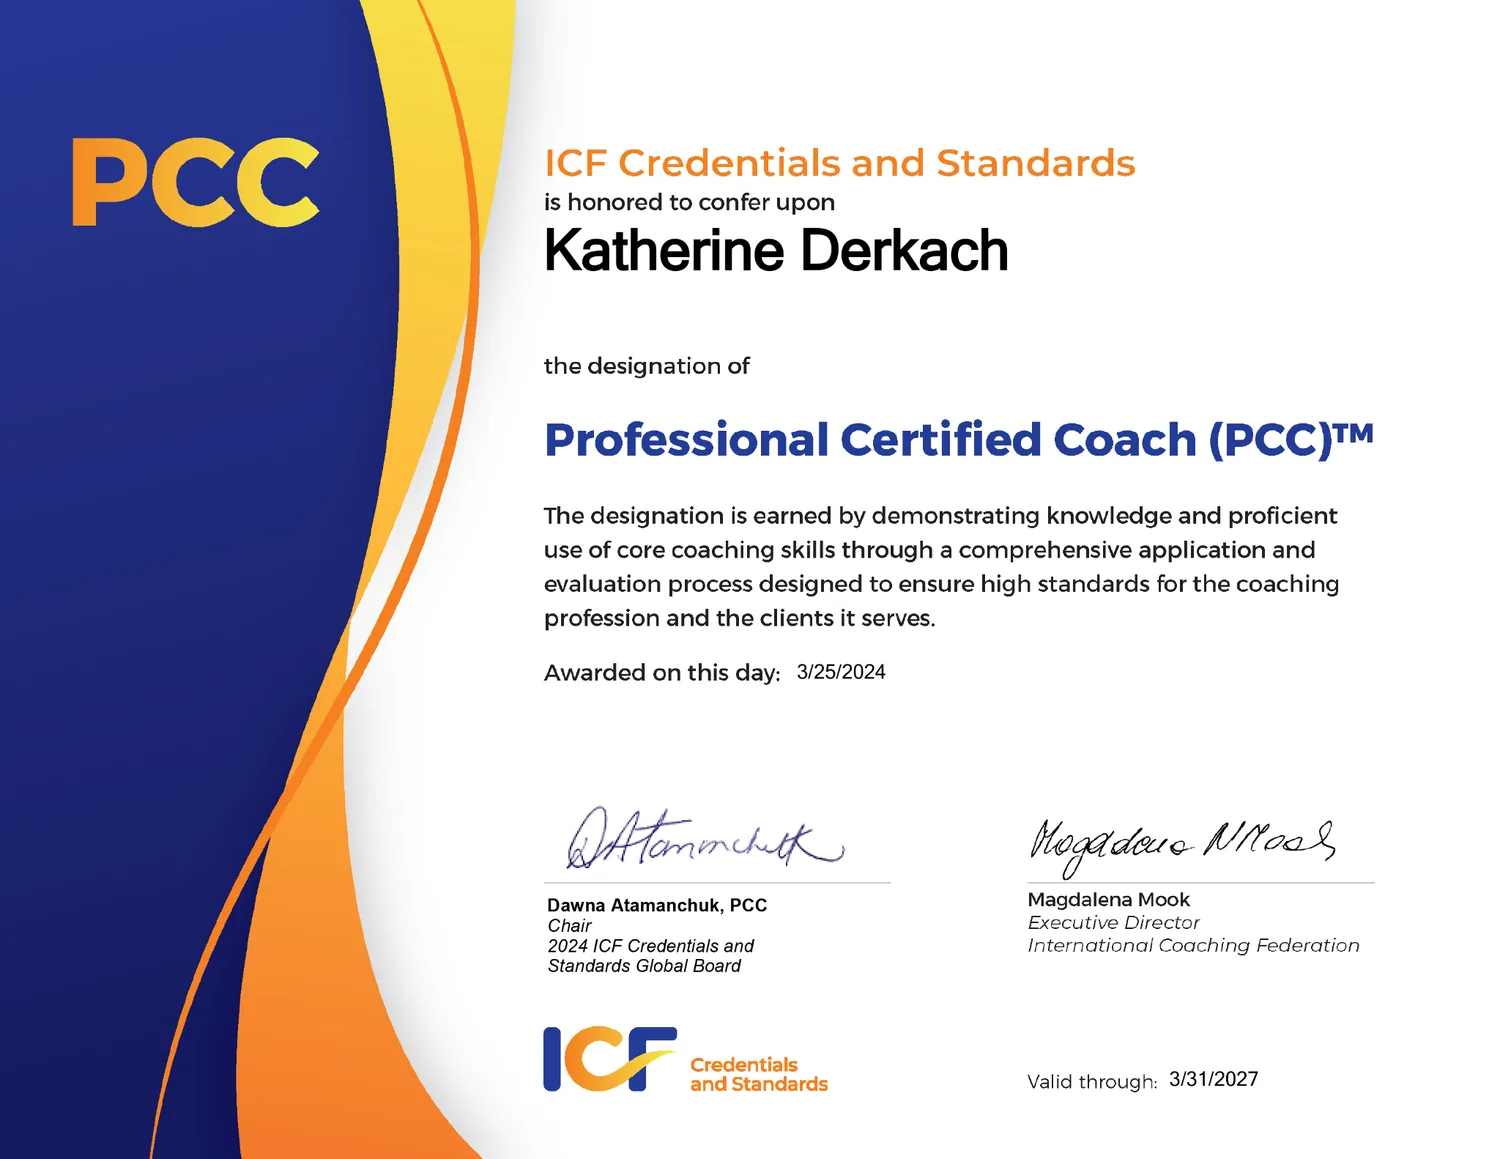 PCC
ICF Credentials and Standards
is honored to confer upon
Katherine Derkach
the designation of
Professional Certified Coach (PCC)™
The designation is earned by demonstrating knowledge and proficient
use of core coaching skills through a comprehensive application and
evaluation process designed to ensure high standards for the coaching
profession and the clients it serves.
Awarded on this day: 3/25/2024
DAtamanchuk
Magdalena N Mook
Dawna Atamanchuk, PCC
Chair
2024 ICF Credentials and
Standards Global Board
Magdalena Mook
Executive Director
International Coaching Federation
ICF
Credentials
and Standards
Valid through: 3/31/2027